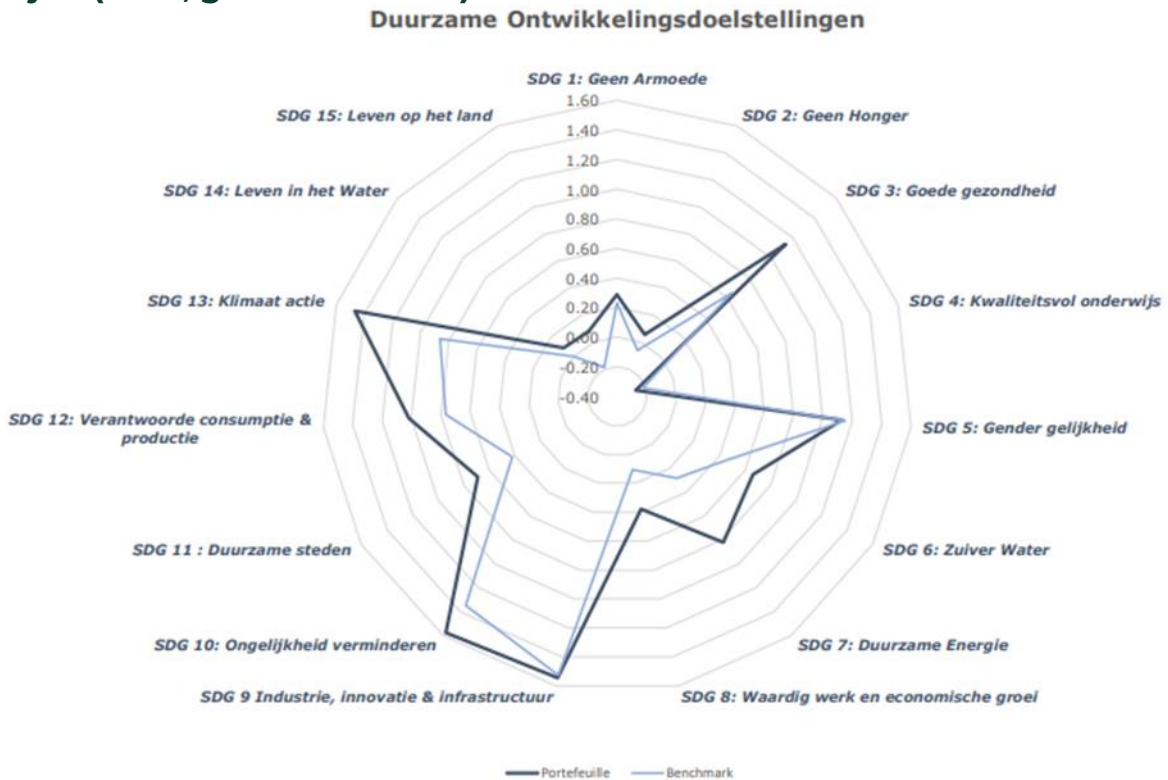 Duurzame Ontwikkelingsdoelstellingen
SDG 1: Geen Armoede
SDG 2: Geen Honger
SDG 3: Goede gezondheid
SDG 4: Kwaliteitsvol onderwijs
SDG 5: Gender gelijkheid
SDG 6: Zuiver Water
SDG 7: Duurzame Energie
SDG 8: Waardig werk en economische groei
SDG 9 Industrie, innovatie & infrastructuur
SDG 10: Ongelijkheid verminderen
SDG 11 : Duurzame steden
SDG 12: Verantwoorde consumptie &
productie
SDG 13: Klimaat actie
SDG 14: Leven in het Water
SDG 15: Leven op het land
1.60
1.40
1.20
1.00
0.80
0.60
0.40
0.20
0.00
-0.20
-0.40
Portefeuille
Benchmark